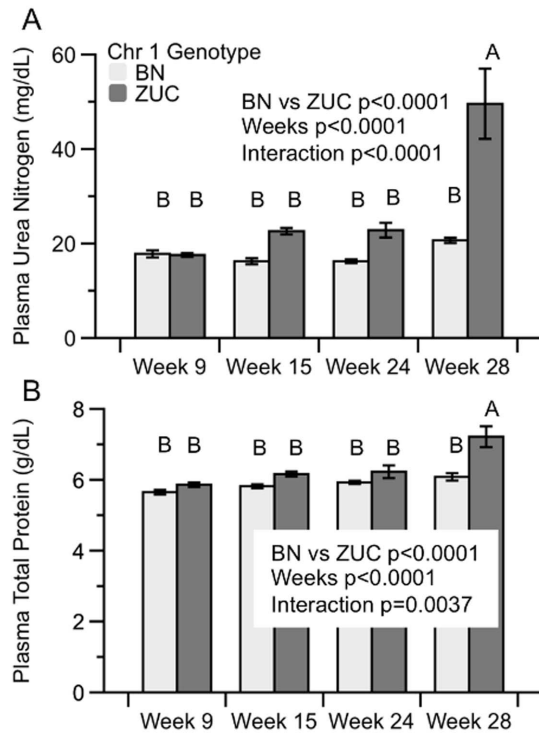 A
Plasma Urea Nitrogen (mg/dL)
60
40
20
0
Chr 1 Genotype
BN
ZUC
BN vs ZUC p<0.0001
Weeks p<0.0001
Interaction p<0.0001
B B B B B B B A
Week 9 Week 15 Week 24 Week 28
B
Plasma Total Protein (g/dL)
8
6
4
2
0
B B B B B B B A
BN vs ZUC p<0.0001
Weeks p<0.0001
Interaction p=0.0037
Week 9 Week 15 Week 24 Week 28